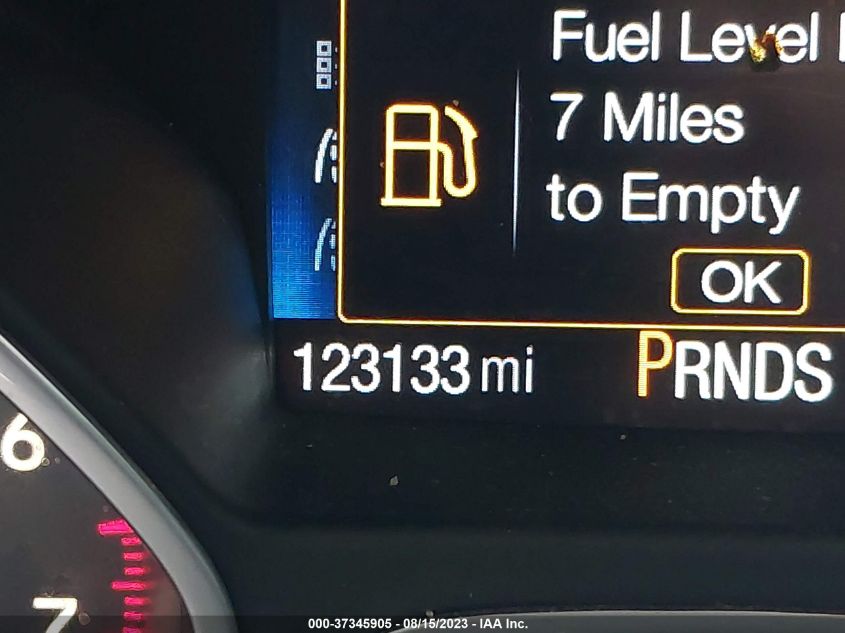 Fuel Level
7 Miles
to Empty
OK
123133 mi
PRNDS
6
7
000-37345905 - 08/15/2023 - IAA Inc.